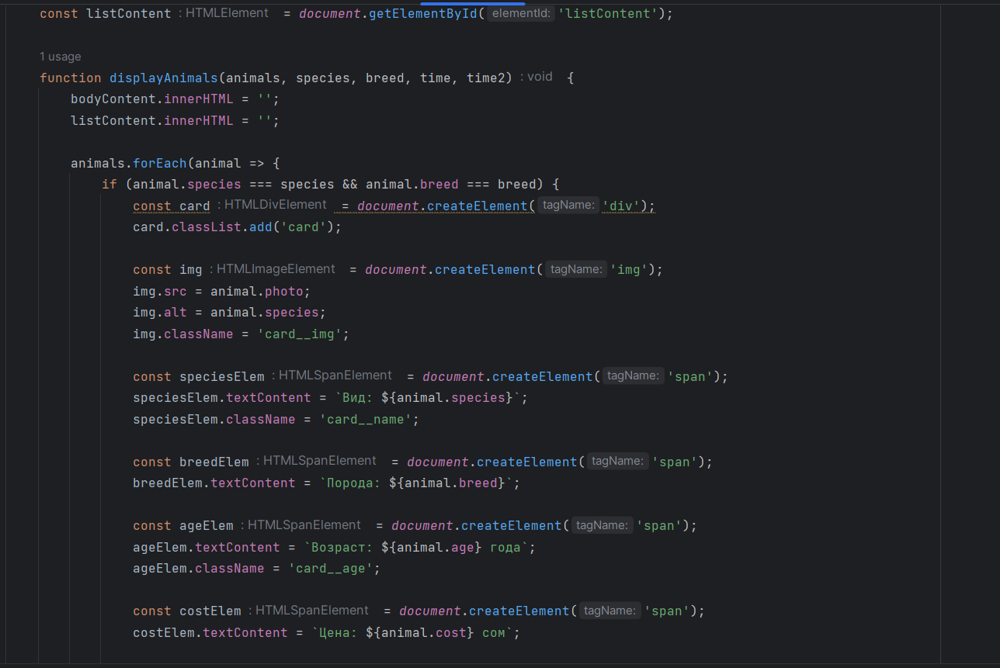 const listContent : HTMLElement = document.getElementById( elementId: 'listContent');
1 usage
function displayAnimals(animals, species, breed, time, time2) : void {
bodyContent.innerHTML = '';
listContent.innerHTML = '';
animals.forEach(animal => {
if (animal.species === species && animal.breed === breed) {
const card : HTMLDivElement = document.createElement( tagName: 'div');
card.classList.add('card');
const img : HTMLImageElement = document.createElement( tagName: 'img');
img.src = animal.photo;
img.alt = animal.species;
img.className = 'card__img';
const speciesElem : HTMLSpanElement = document.createElement( tagName: 'span');
speciesElem.textContent = `Вид: ${animal.species}`;
speciesElem.className = 'card__name';
const breedElem : HTMLSpanElement = document.createElement( tagName: 'span');
breedElem.textContent = `Порода: ${animal.breed}`;
const ageElem : HTMLSpanElement = document.createElement( tagName: 'span');
ageElem.textContent = `Возраст: ${animal.age} года`;
ageElem.className = 'card__age';
const costElem : HTMLSpanElement = document.createElement( tagName: 'span');
costElem.textContent = `Цена: ${animal.cost} сом`;